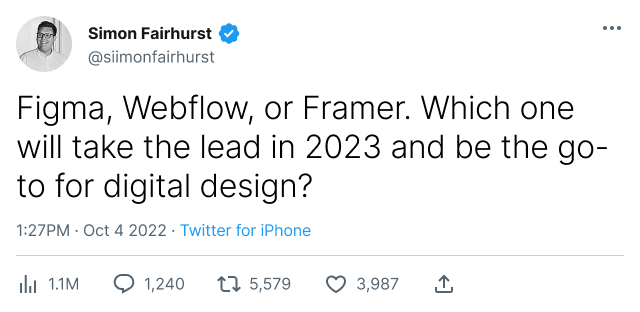 Simon Fairhurst
@siimonfairhurst
Figma, Webflow, or Framer. Which one
will take the lead in 2023 and be the go-
to for digital design?
1:27PM · Oct 4 2022 · Twitter for iPhone
1.1M 1,240 5,579 3,987